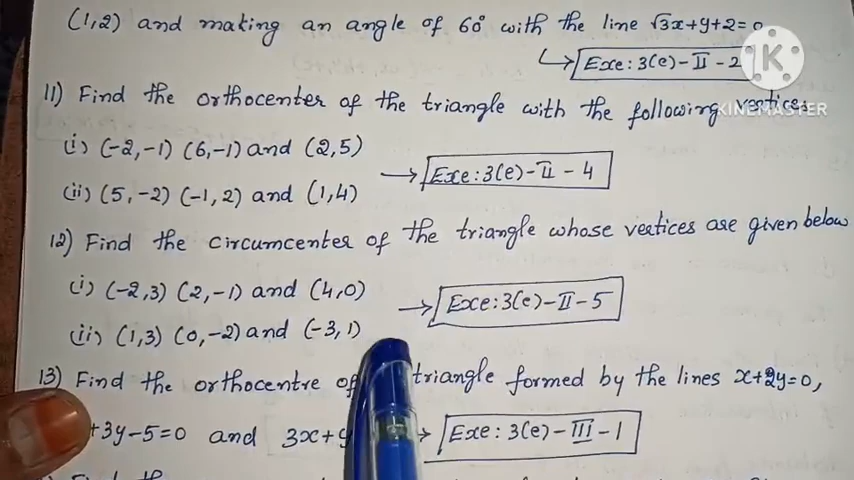 (1,2) and making an angle of 60° with the line √3x+y+2=0
→ Exe: 3(e)-II-2
K
KINEMASTER
11) Find the orthocenter of the triangle with the following vertices
(i) (-2,-1) (6,-1) and (2,5)
→ Exe: 3(e)-II-4
(ii) (5,-2) (-1,2) and (1,4)
12) Find the circumcenter of the triangle whose vertices are given below
(i) (-2,3) (2,-1) and (4,0)
→ Exe: 3(e)-II-5
(ii) (1,3) (0,-2) and (-3,1)
13) Find the orthocentre of triangle formed by the lines x+2y=0,
+3y-5=0 and 3x+y
→ Exe: 3(e)-III-1